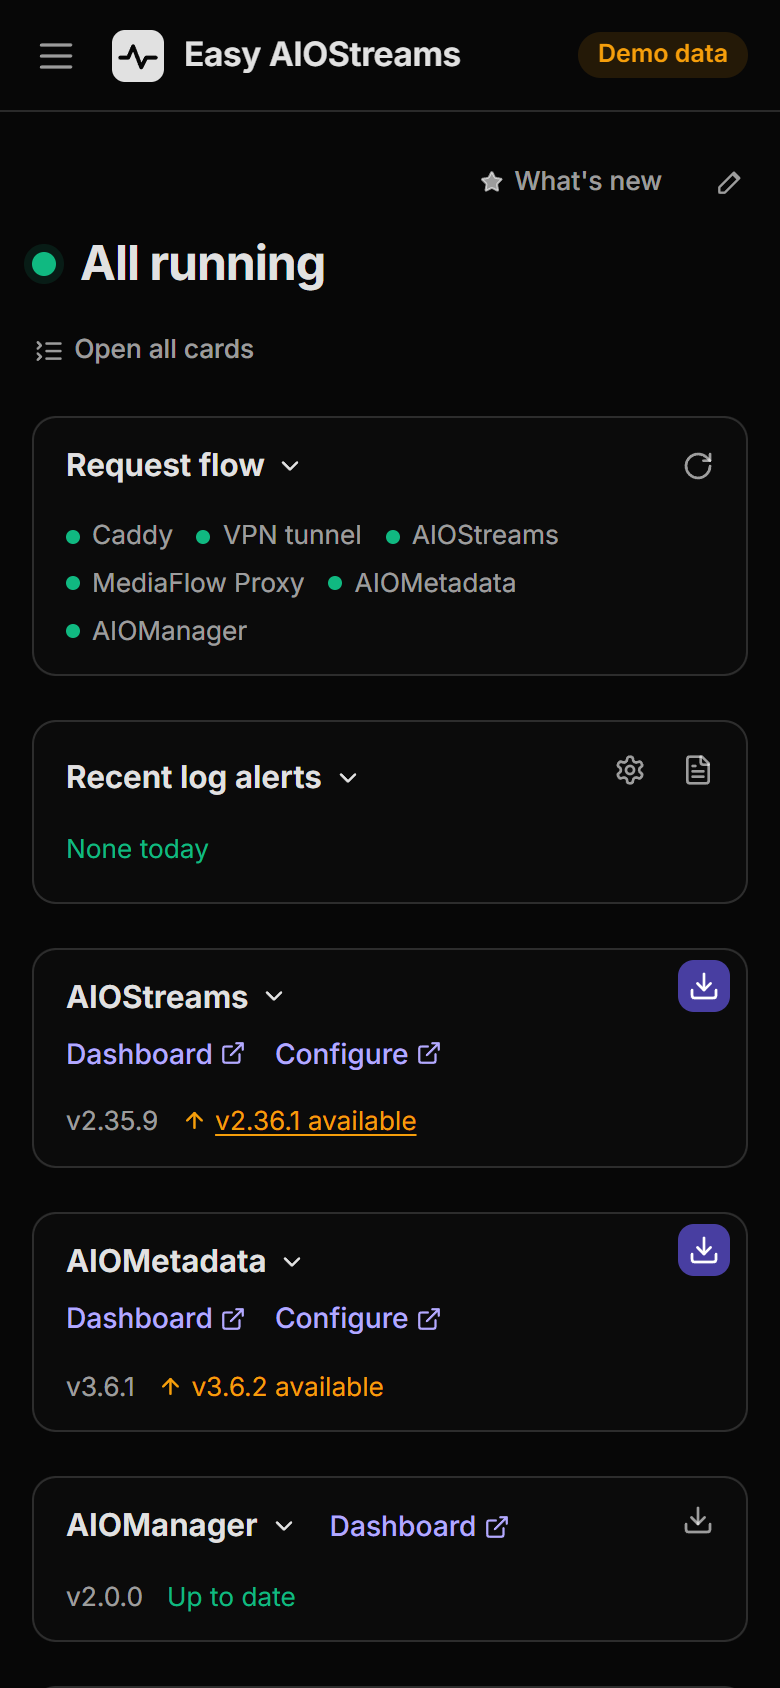 Easy AIOStreams
Demo data
What's new
All running
Open all cards
Request flow
Caddy VPN tunnel AIOStreams
MediaFlow Proxy AIOMetadata
AIOManager
Recent log alerts
None today
AIOStreams
Dashboard Configure
v2.35.9 ↑ v2.36.1 available
AIOMetadata
Dashboard Configure
v3.6.1 ↑ v3.6.2 available
AIOManager Dashboard
v2.0.0 Up to date